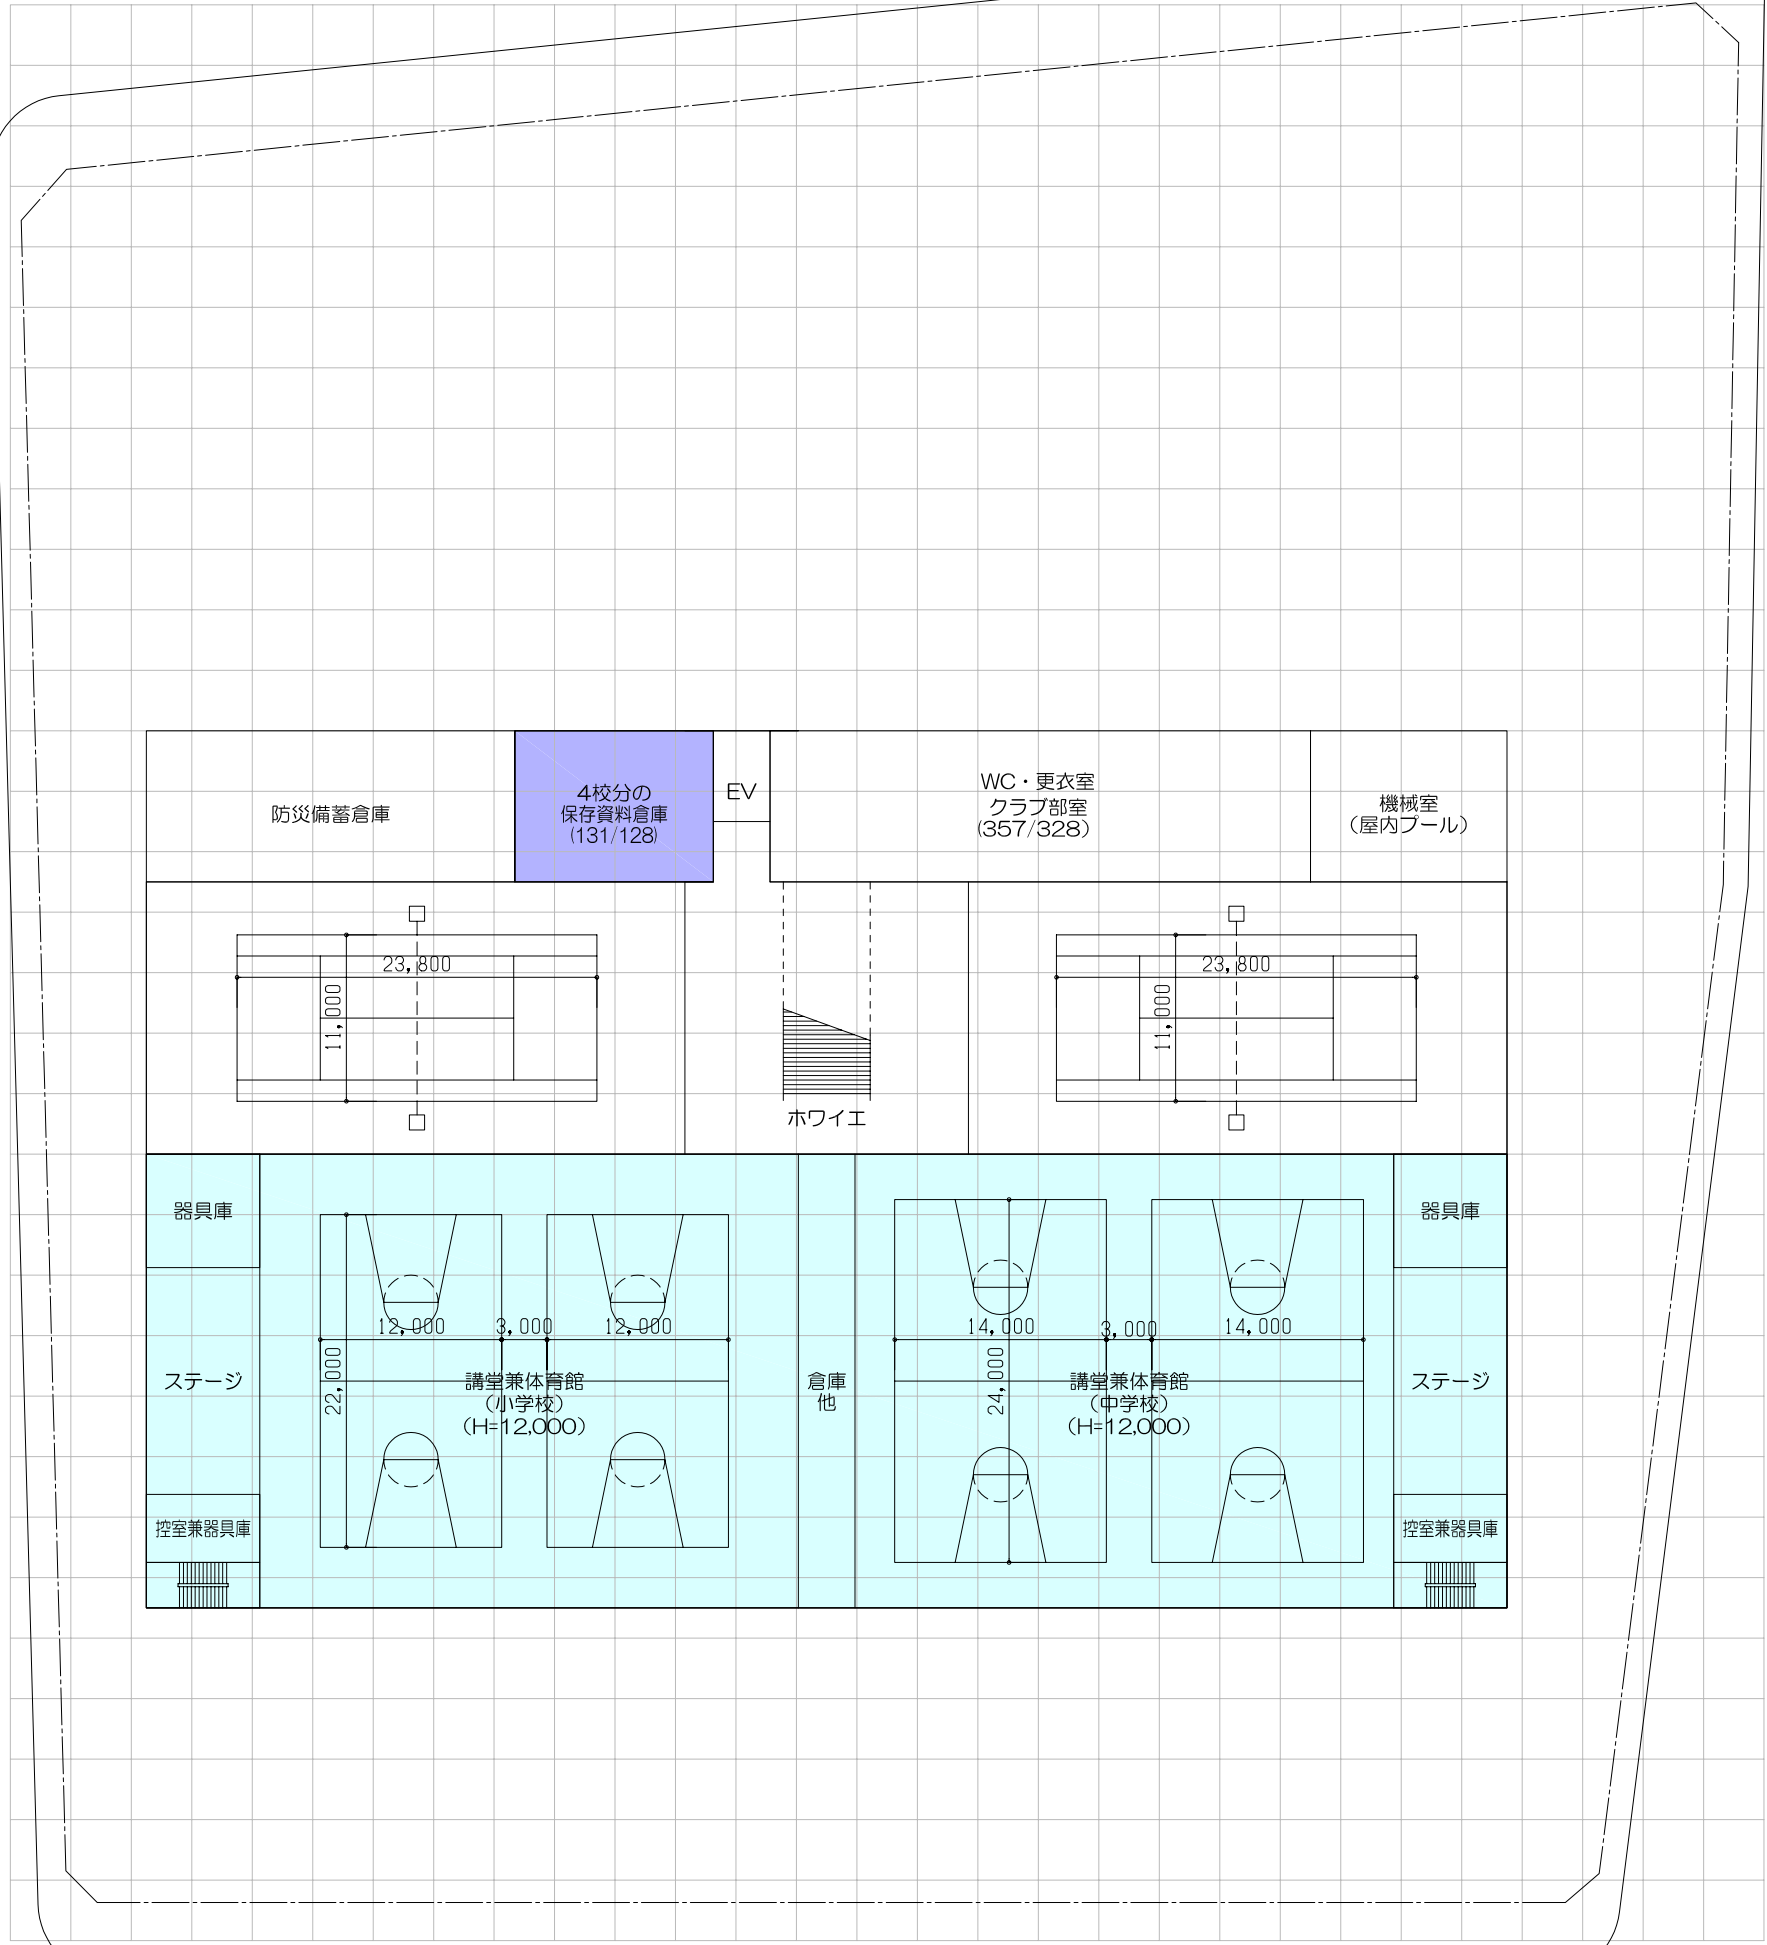 防災備蓄倉庫
4校分の
保存資料倉庫
(131/128)
EV
WC・更衣室
クラブ部室
(357/328)
機械室
(屋内プール)
23,800
11,000
23,800
11,000
ホワイエ
器具庫
ステージ
控室兼器具庫
12,000
3,000
12,000
22,000
講堂兼体育館
(小学校)
(H=12,000)
倉庫
他
14,000
3,000
14,000
24,000
講堂兼体育館
(中学校)
(H=12,000)
器具庫
ステージ
控室兼器具庫